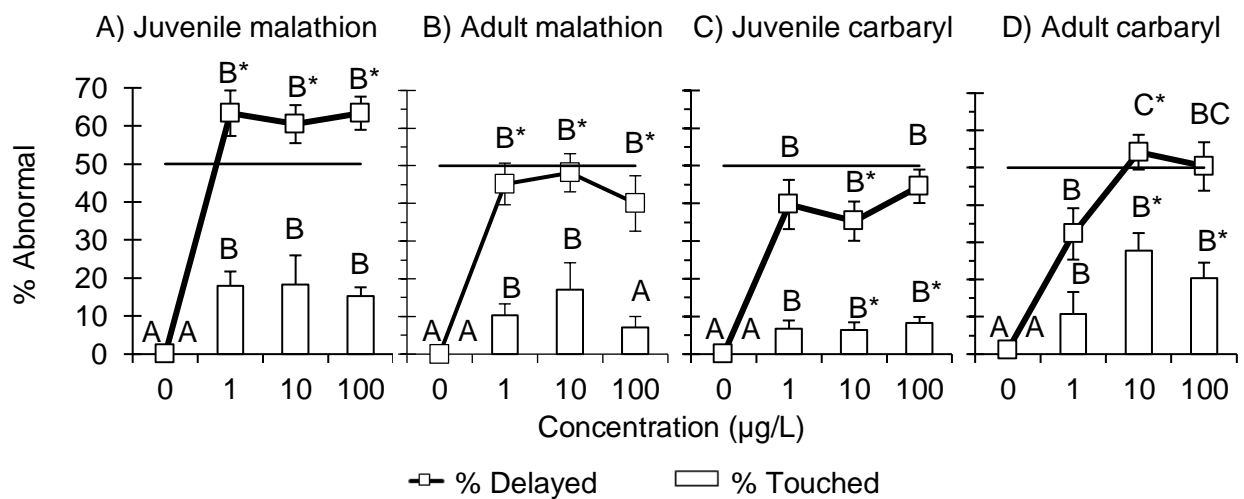 A) Juvenile malathion B) Adult malathion C) Juvenile carbaryl D) Adult carbaryl
% Abnormal
70
60
50
40
30
20
10
0
B* B* B*
B B B
A A
0 1 10 100
B* B* B*
B B A
A A
0 1 10 100
B B* B
B B* B*
A A
0 1 10 100
B C* BC
B B* B*
A A
0 1 10 100
Concentration (µg/L)
% Delayed % Touched